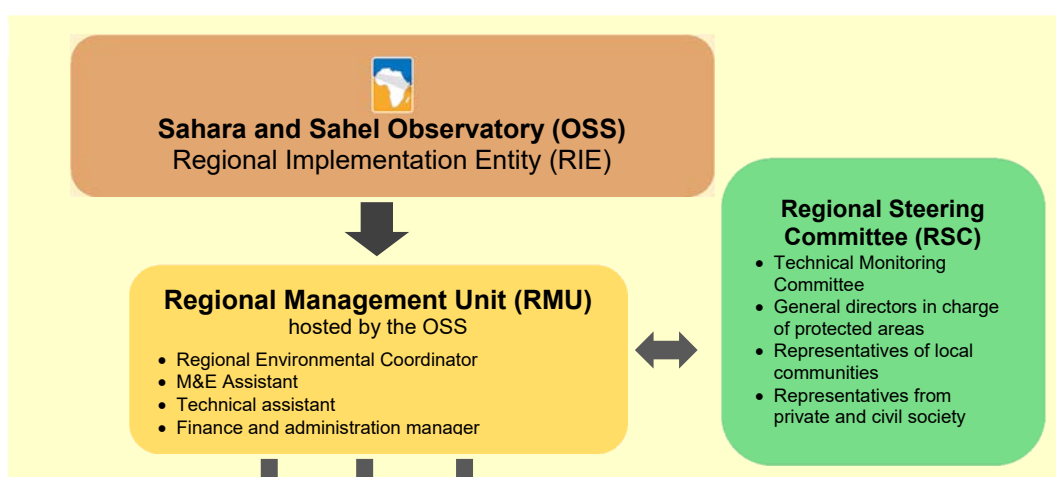 Sahara and Sahel Observatory (OSS)
Regional Implementation Entity (RIE)
Regional Management Unit (RMU)
hosted by the OSS
• Regional Environmental Coordinator
• M&E Assistant
• Technical assistant
• Finance and administration manager
Regional Steering
Committee (RSC)
• Technical Monitoring
Committee
• General directors in charge
of protected areas
• Representatives of local
communities
• Representatives from
private and civil society